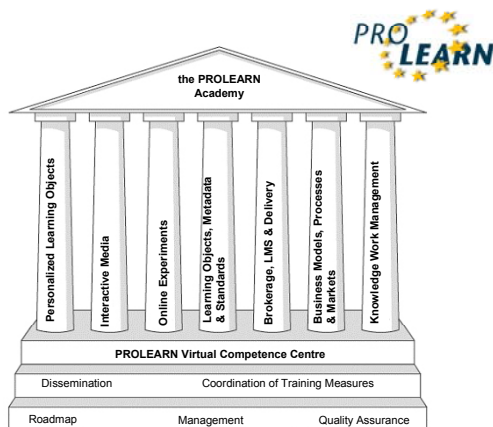 PRO
LEARN
the PROLEARN
Academy
Personalized Learning Objects
Interactive Media
Online Experiments
Learning Objects, Metadata
& Standards
Brokerage, LMS & Delivery
Business Models, Processes
& Markets
Knowledge Work Management
PROLEARN Virtual Competence Centre
Dissemination Coordination of Training Measures
Roadmap Management Quality Assurance